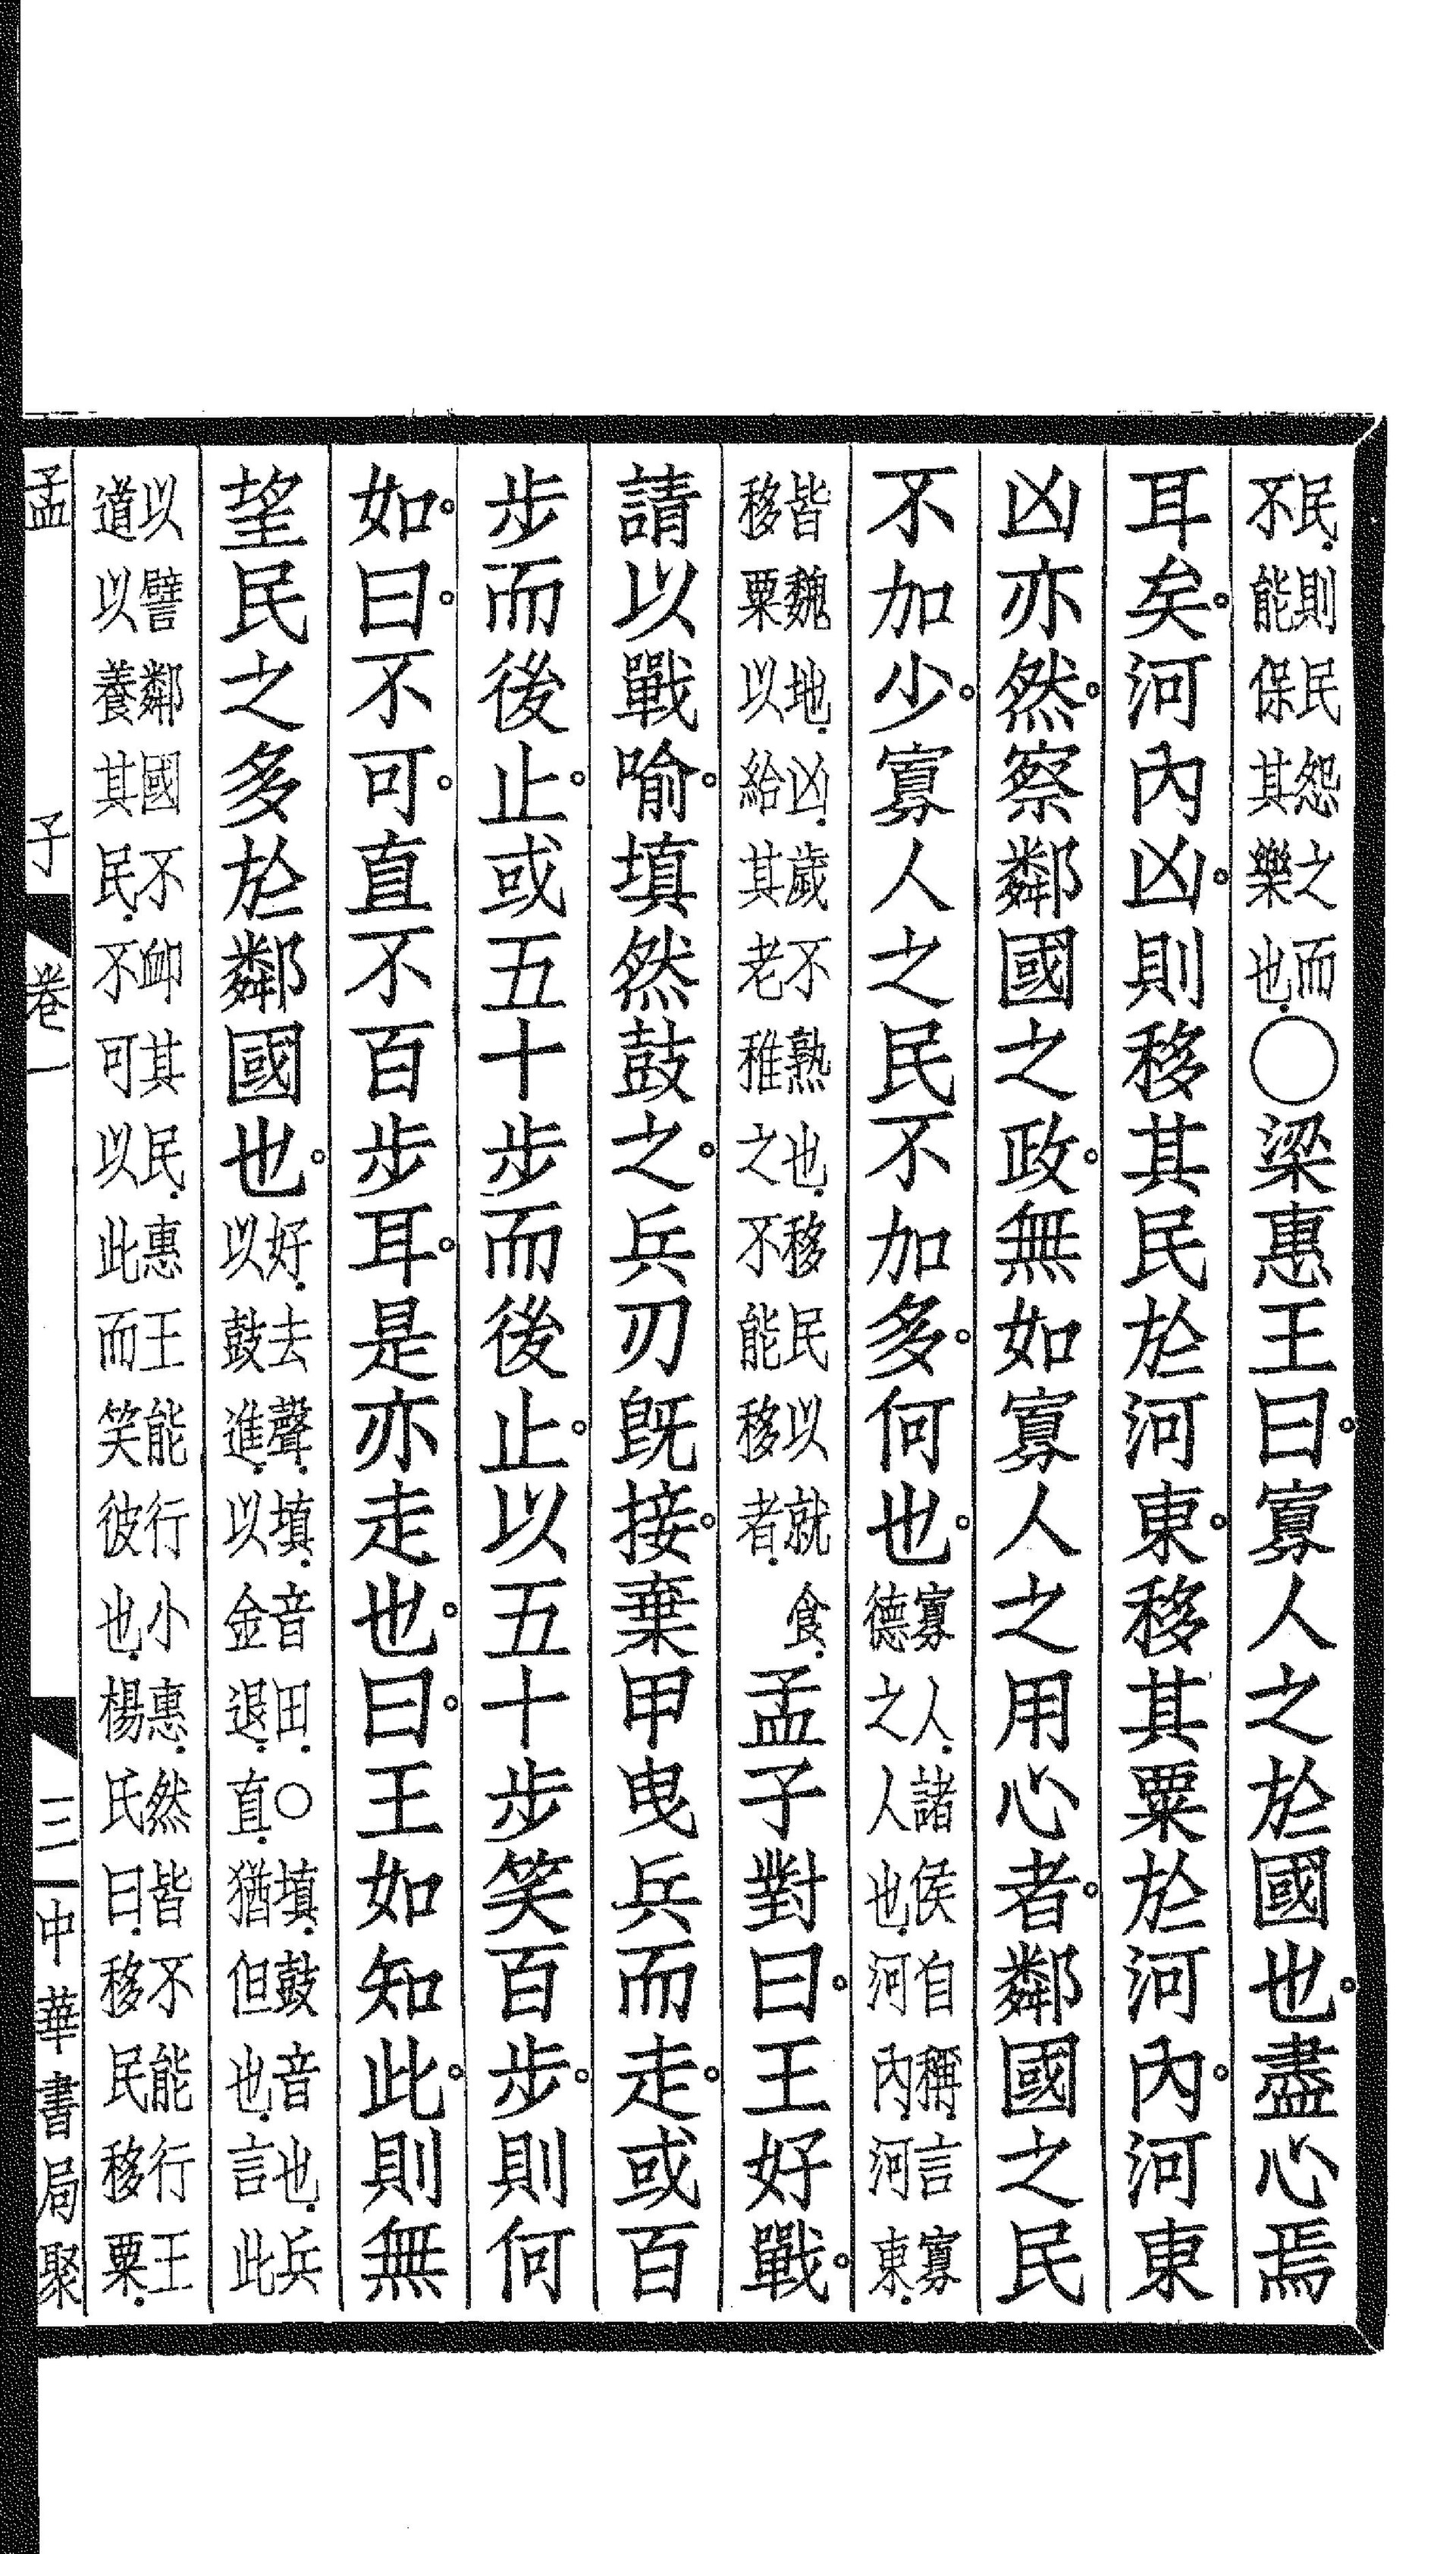 民.則民怨之而不能保其樂也.○梁惠王曰。寡人之於國也。盡心焉
耳矣。河內凶。則移其民於河東。移其粟於河內。河東
凶亦然。察鄰國之政。無如寡人之用心者。鄰國之民
不加少。寡人之民不加多。何也。寡人.諸侯自稱.言寡德之人也.河內.河東.
皆魏地.凶.歲不熟也.移民以就食.移粟以給其老稚之不能移者.孟子對曰。王好戰。
請以戰喻。填然鼓之。兵刃旣接。棄甲曳兵而走。或百
步而後止。或五十步而後止。以五十步笑百步。則何
如。曰。不可。直不百步耳。是亦走也。曰。王如知此。則無
望民之多於鄰國也。好.去聲.填.音田.○填.鼓音也.兵以鼓進.以金退.直.猶但也.言此
以譬鄰國不卹其民.惠王能行小惠.然皆不能行王道以養其民.不可以此而笑彼也.楊氏曰.移民移粟.
孟子 卷一 三 中華書局聚